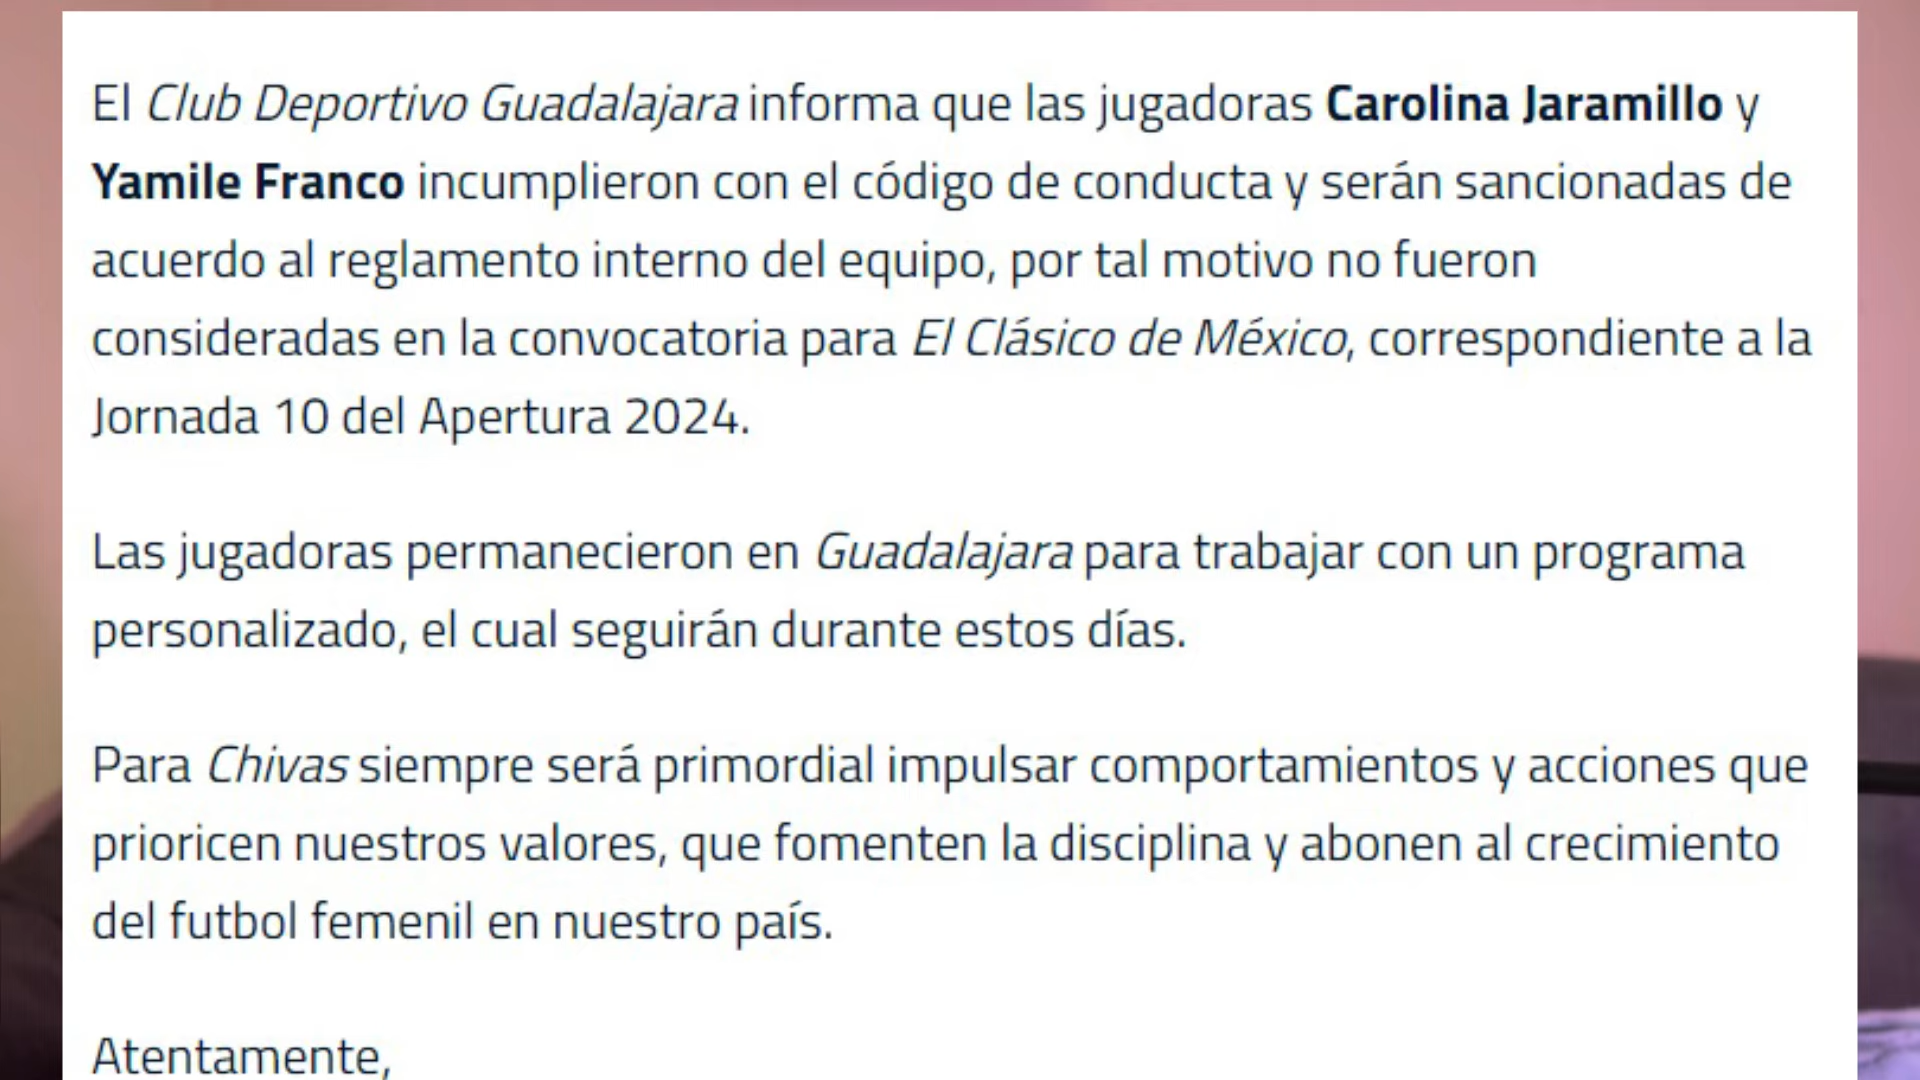 El Club Deportivo Guadalajara informa que las jugadoras Carolina Jaramillo y
Yamile Franco incumplieron con el código de conducta y serán sancionadas de
acuerdo al reglamento interno del equipo, por tal motivo no fueron
consideradas en la convocatoria para El Clásico de México, correspondiente a la
Jornada 10 del Apertura 2024.
Las jugadoras permanecieron en Guadalajara para trabajar con un programa
personalizado, el cual seguirán durante estos días.
Para Chivas siempre será primordial impulsar comportamientos y acciones que
prioricen nuestros valores, que fomenten la disciplina y abonen al crecimiento
del futbol femenil en nuestro país.
Atentamente,